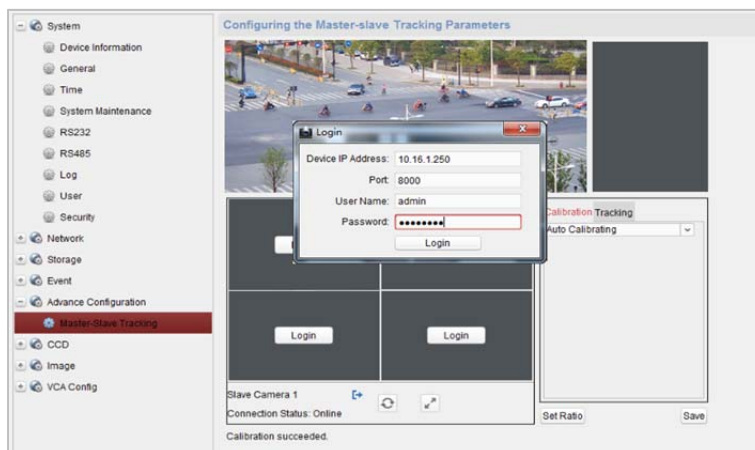 System
Device Information
General
Time
System Maintenance
RS232
RS485
Log
User
Security
Network
Storage
Event
Advance Configuration
Master-Slave Tracking
CCD
Image
VCA Config
Configuring the Master-slave Tracking Parameters
Login
Device IP Address: 10.16.1.250
Port: 8000
User Name: admin
Password: ••••••••
Login
Login
Login
Slave Camera 1
Connection Status: Online
Calibration succeeded.
Calibration Tracking
Auto Calibrating
Set Ratio
Save